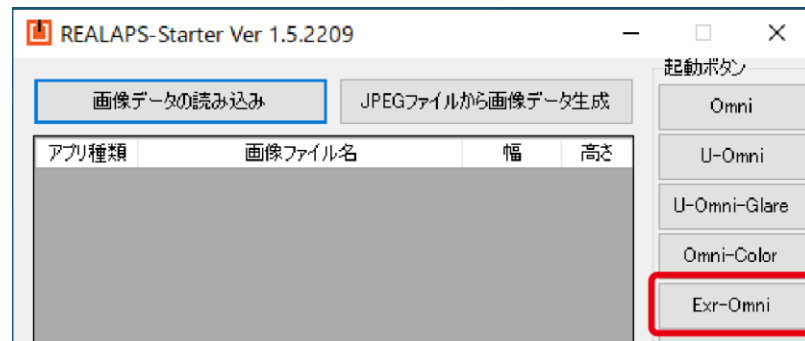 REALAPS-Starter Ver 1.5.2209
画像データの読み込み
JPEGファイルから画像データ生成
アプリ種類 画像ファイル名 幅 高さ
起動ボタン
Omni
U-Omni
U-Omni-Glare
Omni-Color
Exr-Omni